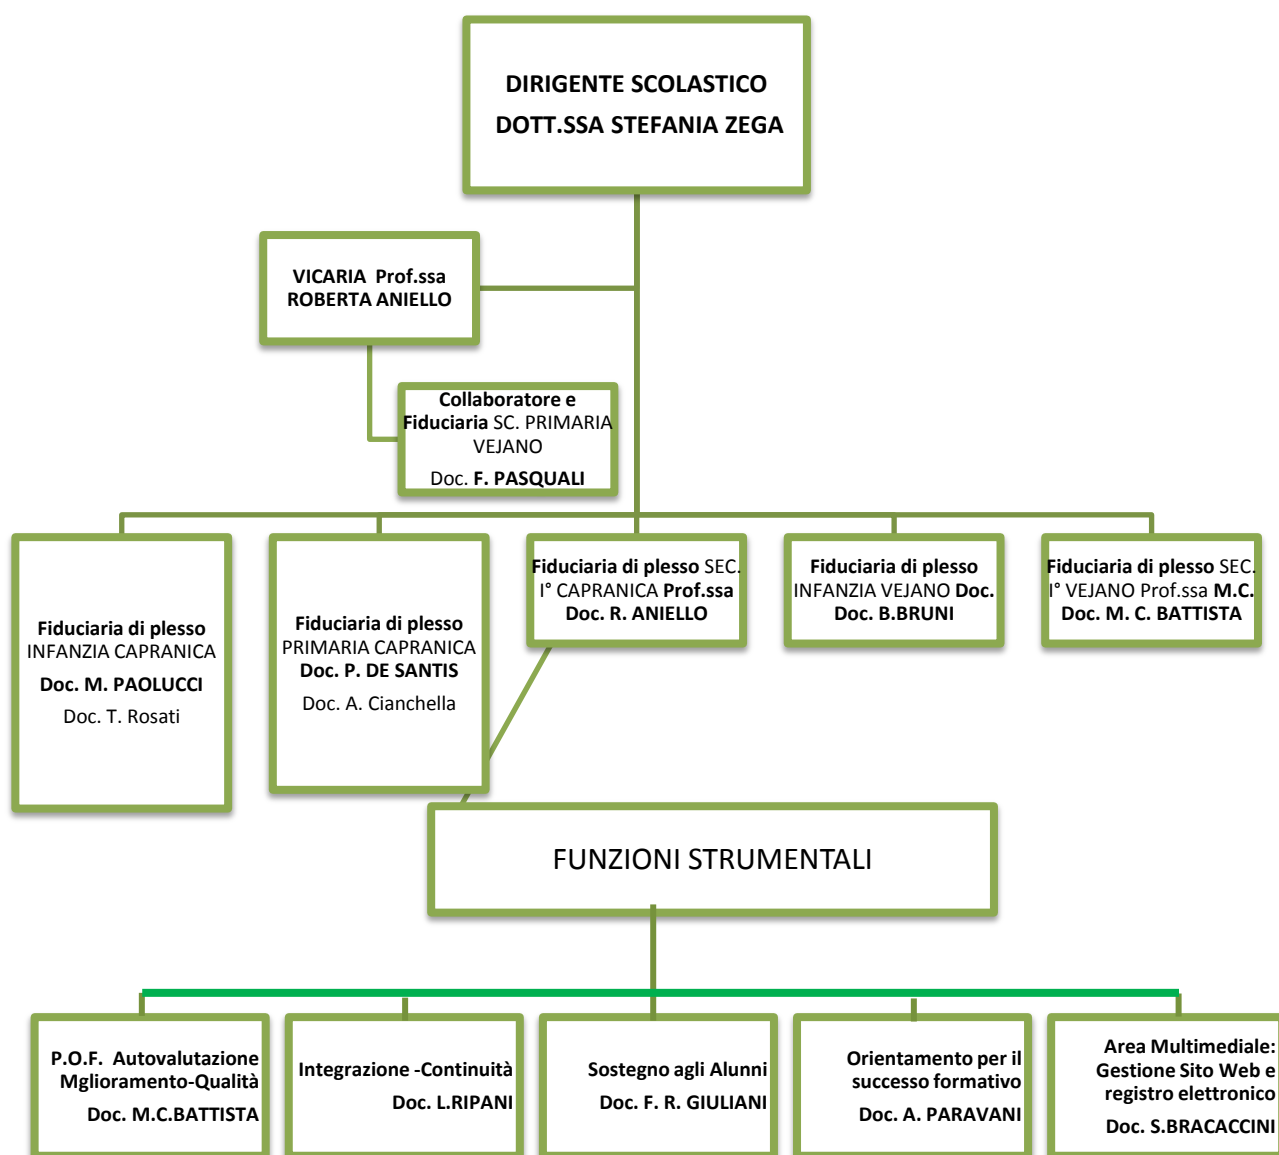 DIRIGENTE SCOLASTICO
DOTT.SSA STEFANIA ZEGA
VICARIA Prof.ssa
ROBERTA ANIELLO
Collaboratore e
Fiduciaria SC. PRIMARIA
VEJANO
Doc. F. PASQUALI
Fiduciaria di plesso
INFANZIA CAPRANICA
Doc. M. PAOLUCCI
Doc. T. Rosati
Fiduciaria di plesso
PRIMARIA CAPRANICA
Doc. P. DE SANTIS
Doc. A. Cianchella
Fiduciaria di plesso SEC.
I° CAPRANICA Prof.ssa
Doc. R. ANIELLO
Fiduciaria di plesso
INFANZIA VEJANO Doc.
Doc. B.BRUNI
Fiduciaria di plesso SEC.
I° VEJANO Prof.ssa M.C.
Doc. M. C. BATTISTA
FUNZIONI STRUMENTALI
P.O.F. Autovalutazione
Mglioramento-Qualità
Doc. M.C.BATTISTA
Integrazione -Continuità
Doc. L.RIPANI
Sostegno agli Alunni
Doc. F. R. GIULIANI
Orientamento per il
successo formativo
Doc. A. PARAVANI
Area Multimediale:
Gestione Sito Web e
registro elettronico
Doc. S.BRACACCINI